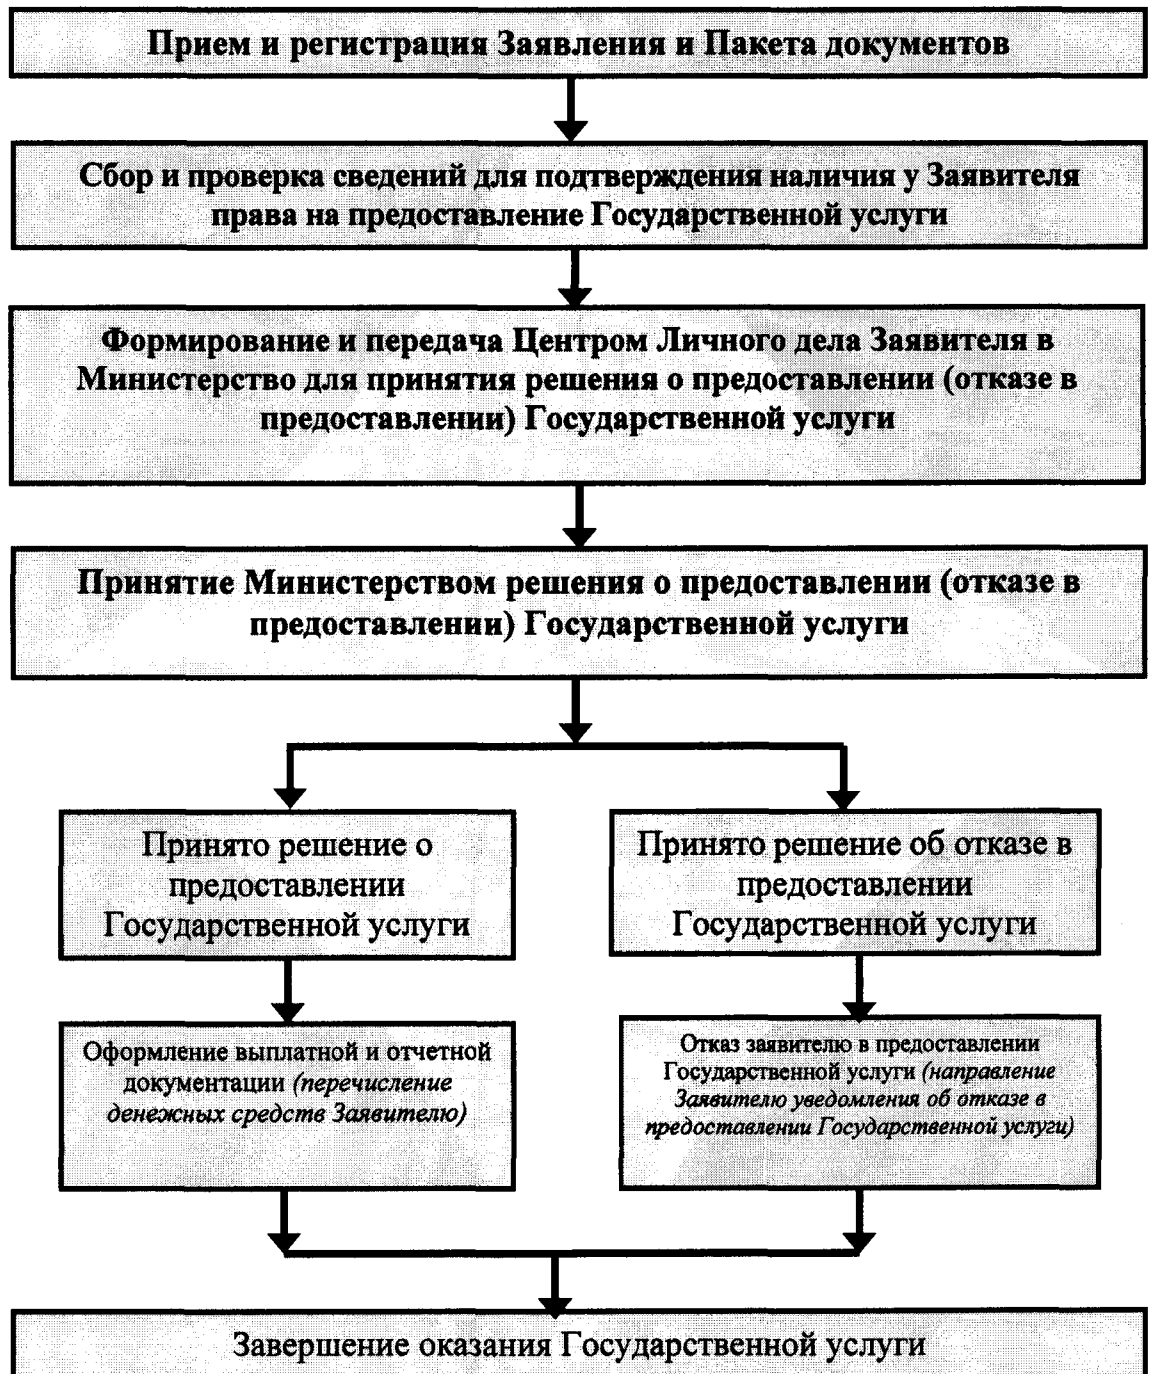 Прием и регистрация Заявления и Пакета документов
Сбор и проверка сведений для подтверждения наличия у Заявителя
права на предоставление Государственной услуги
Формирование и передача Центром Личного дела Заявителя в
Министерство для принятия решения о предоставлении (отказе в
предоставлении) Государственной услуги
Принятие Министерством решения о предоставлении (отказе в
предоставлении) Государственной услуги
Принято решение о
предоставлении
Государственной услуги
Принято решение об отказе в
предоставлении
Государственной услуги
Оформление выплатной и отчетной
документации (перечисление
денежных средств Заявителю)
Отказ заявителю в предоставлении
Государственной услуги (направление
Заявителю уведомления об отказе в
предоставлении Государственной услуги)
Завершение оказания Государственной услуги